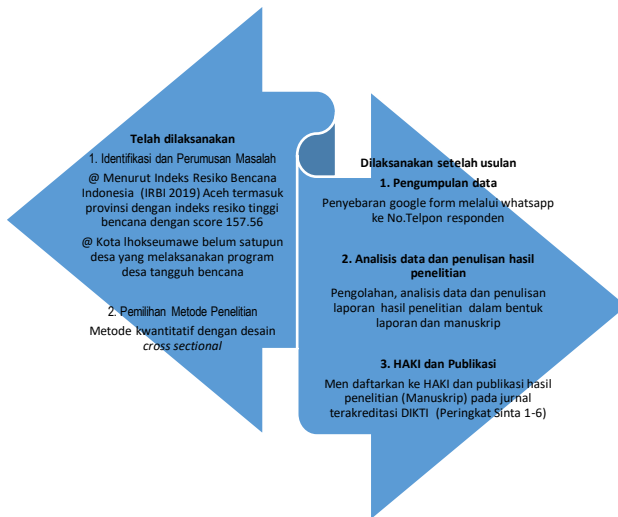 Telah dilaksanakan
1. Identifikasi dan Perumusan Masalah
@ Menurut Indeks Resiko Bencana
Indonesia (IRBI 2019) Aceh termasuk
provinsi dengan indeks resiko tinggi
bencana dengan score 157.56
@ Kota lhokseumawe belum satupun
desa yang melaksanakan program
desa tangguh bencana
2. Pemilihan Metode Penelitian
Metode kwantitatif dengan desain
cross sectional
Dilaksanakan setelah usulan
1. Pengumpulan data
Penyebaran google form melalui whatsapp
ke No.Telpon responden
2. Analisis data dan penulisan hasil
penelitian
Pengolahan, analisis data dan penulisan
laporan hasil penelitian dalam bentuk
laporan dan manuskrip
3. HAKI dan Publikasi
Men daftarkan ke HAKI dan publikasi hasil
penelitian (Manuskrip) pada jurnal
terakreditasi DIKTI (Peringkat Sinta 1-6)